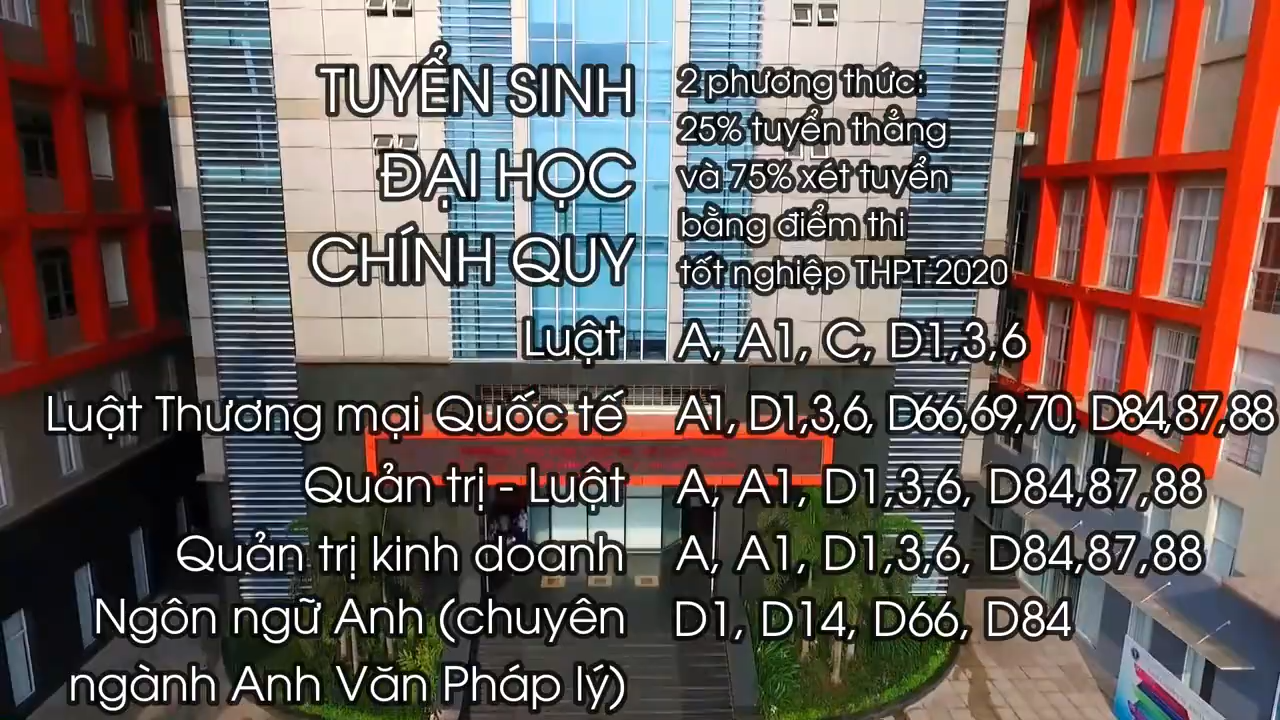 TUYỂN SINH
ĐẠI HỌC
CHÍNH QUY
2 phương thức:
25% tuyển thẳng
và 75% xét tuyển
bằng điểm thi
tốt nghiệp THPT 2020
Luật A, A1, C, D1,3,6
Luật Thương mại Quốc tế A1, D1,3,6, D66,69,70, D84,87,88
Quản trị - Luật A, A1, D1,3,6, D84,87,88
Quản trị kinh doanh A, A1, D1,3,6, D84,87,88
Ngôn ngữ Anh (chuyên D1, D14, D66, D84
ngành Anh Văn Pháp lý)